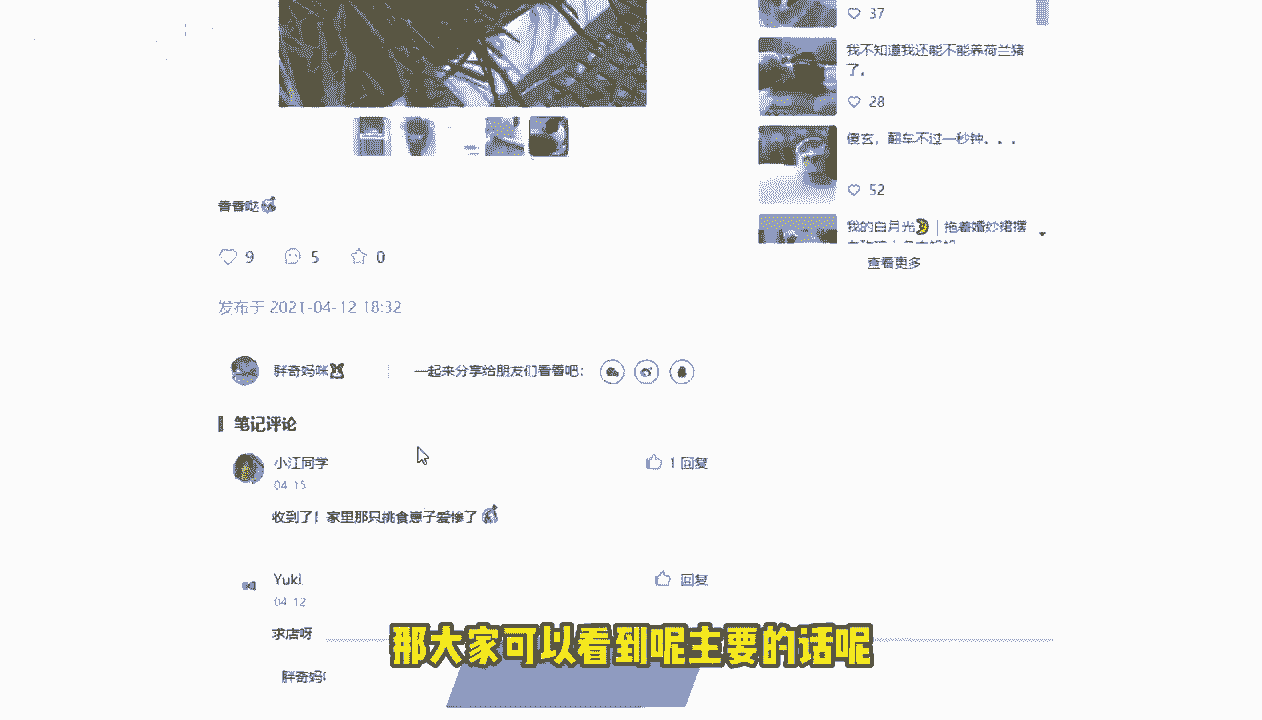 37
我不知道我还能不能养荷兰猪
了。
28
傻玄，翻车不过一秒钟...
52
我的白月光｜拖着婚纱裙摆
查看更多
香香哒
9 5 0
发布于 2021-04-12 18:32
胖奇妈咪 一起来分享给朋友们看看吧:
笔记评论
小江同学 1 回复
04-15
收到了！家里那只挑食崽子爱惨了
Yuki 回复
04-12
求店呀
那大家可以看到呢主要的话呢
胖奇妈